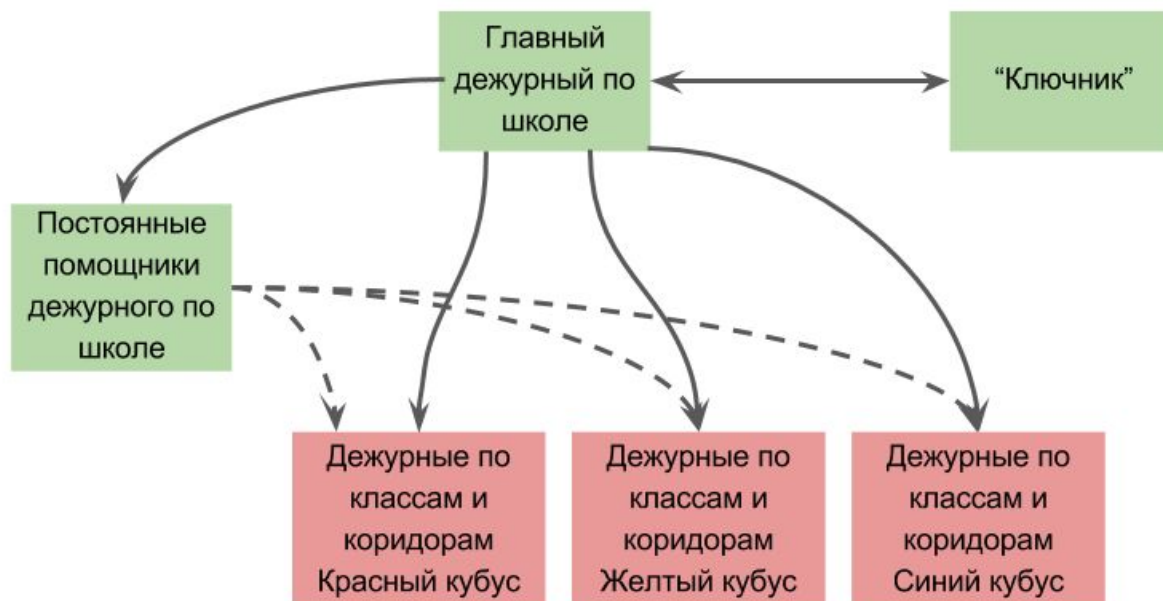 Главный
дежурный по
школе
“Ключник”
Постоянные
помощники
дежурного по
школе
Дежурные по
классам и
коридорам
Красный кубус
Дежурные по
классам и
коридорам
Желтый кубус
Дежурные по
классам и
коридорам
Синий кубус